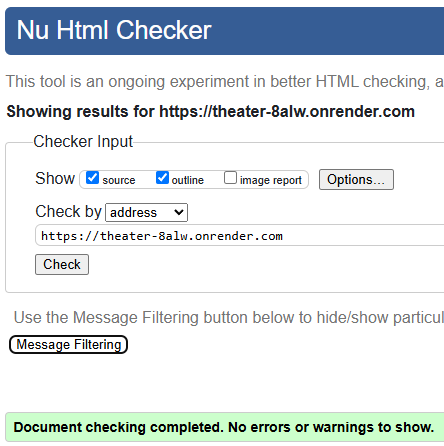 Nu Html Checker
This tool is an ongoing experiment in better HTML checking, a
Showing results for https://theater-8alw.onrender.com
Checker Input
Show source outline image report Options...
Check by address
https://theater-8alw.onrender.com
Check
Use the Message Filtering button below to hide/show particul
Message Filtering
Document checking completed. No errors or warnings to show.